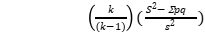 (k/(k−1)) ((S² − Σpq)/s²)